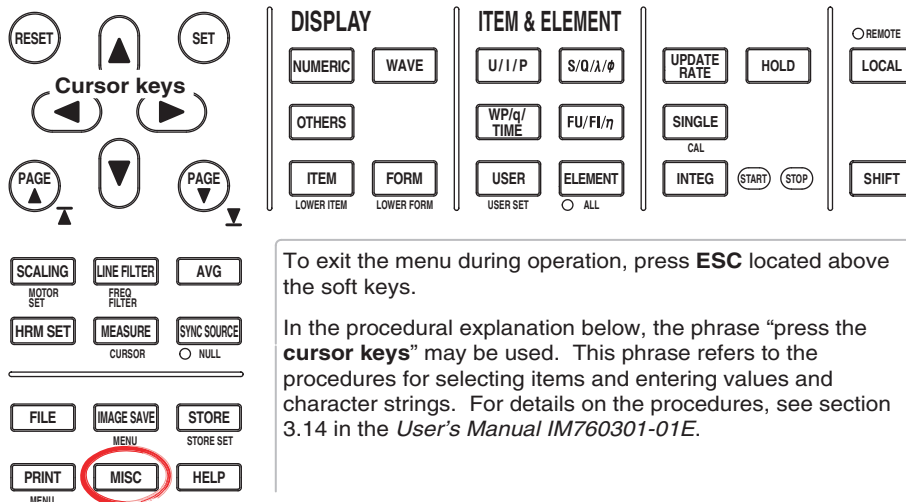 RESET
SET
Cursor keys
PAGE
PAGE
DISPLAY
NUMERIC
WAVE
OTHERS
ITEM
FORM
LOWER ITEM
LOWER FORM
ITEM & ELEMENT
U/I/P
S/Q/λ/ϕ
WP/q/
TIME
FU/FI/η
USER
ELEMENT
USER SET
ALL
UPDATE
RATE
HOLD
SINGLE
CAL
INTEG
START
STOP
REMOTE
LOCAL
SHIFT
SCALING
LINE FILTER
AVG
MOTOR
SET
FREQ
FILTER
HRM SET
MEASURE
SYNC SOURCE
CURSOR
NULL
FILE
IMAGE SAVE
STORE
MENU
STORE SET
PRINT
MISC
HELP
MENU
To exit the menu during operation, press ESC located above
the soft keys.
In the procedural explanation below, the phrase “press the
cursor keys” may be used. This phrase refers to the
procedures for selecting items and entering values and
character strings. For details on the procedures, see section
3.14 in the User’s Manual IM760301-01E.